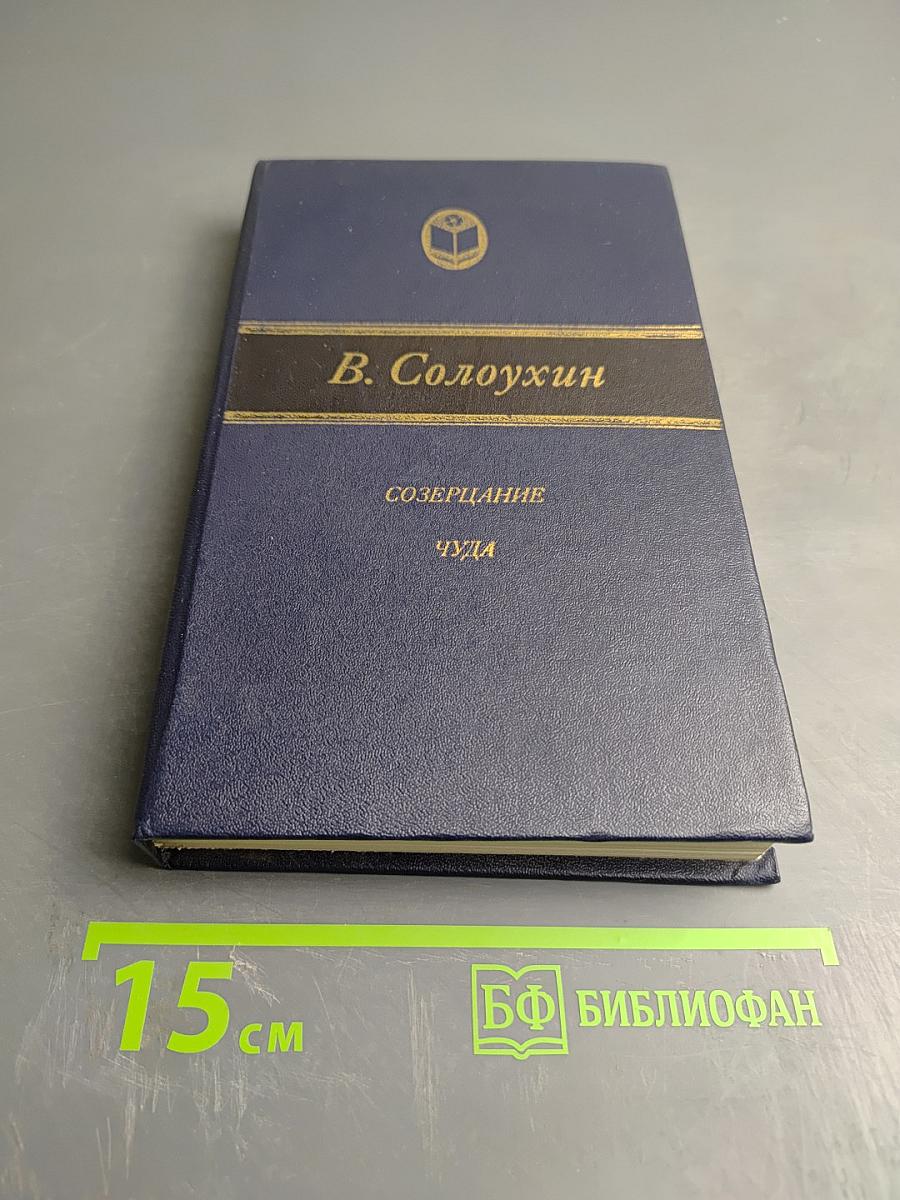 В. Солоухин
СОЗЕРЦАНИЕ
ЧУДА
15 см
БФ БИБЛИОФАН